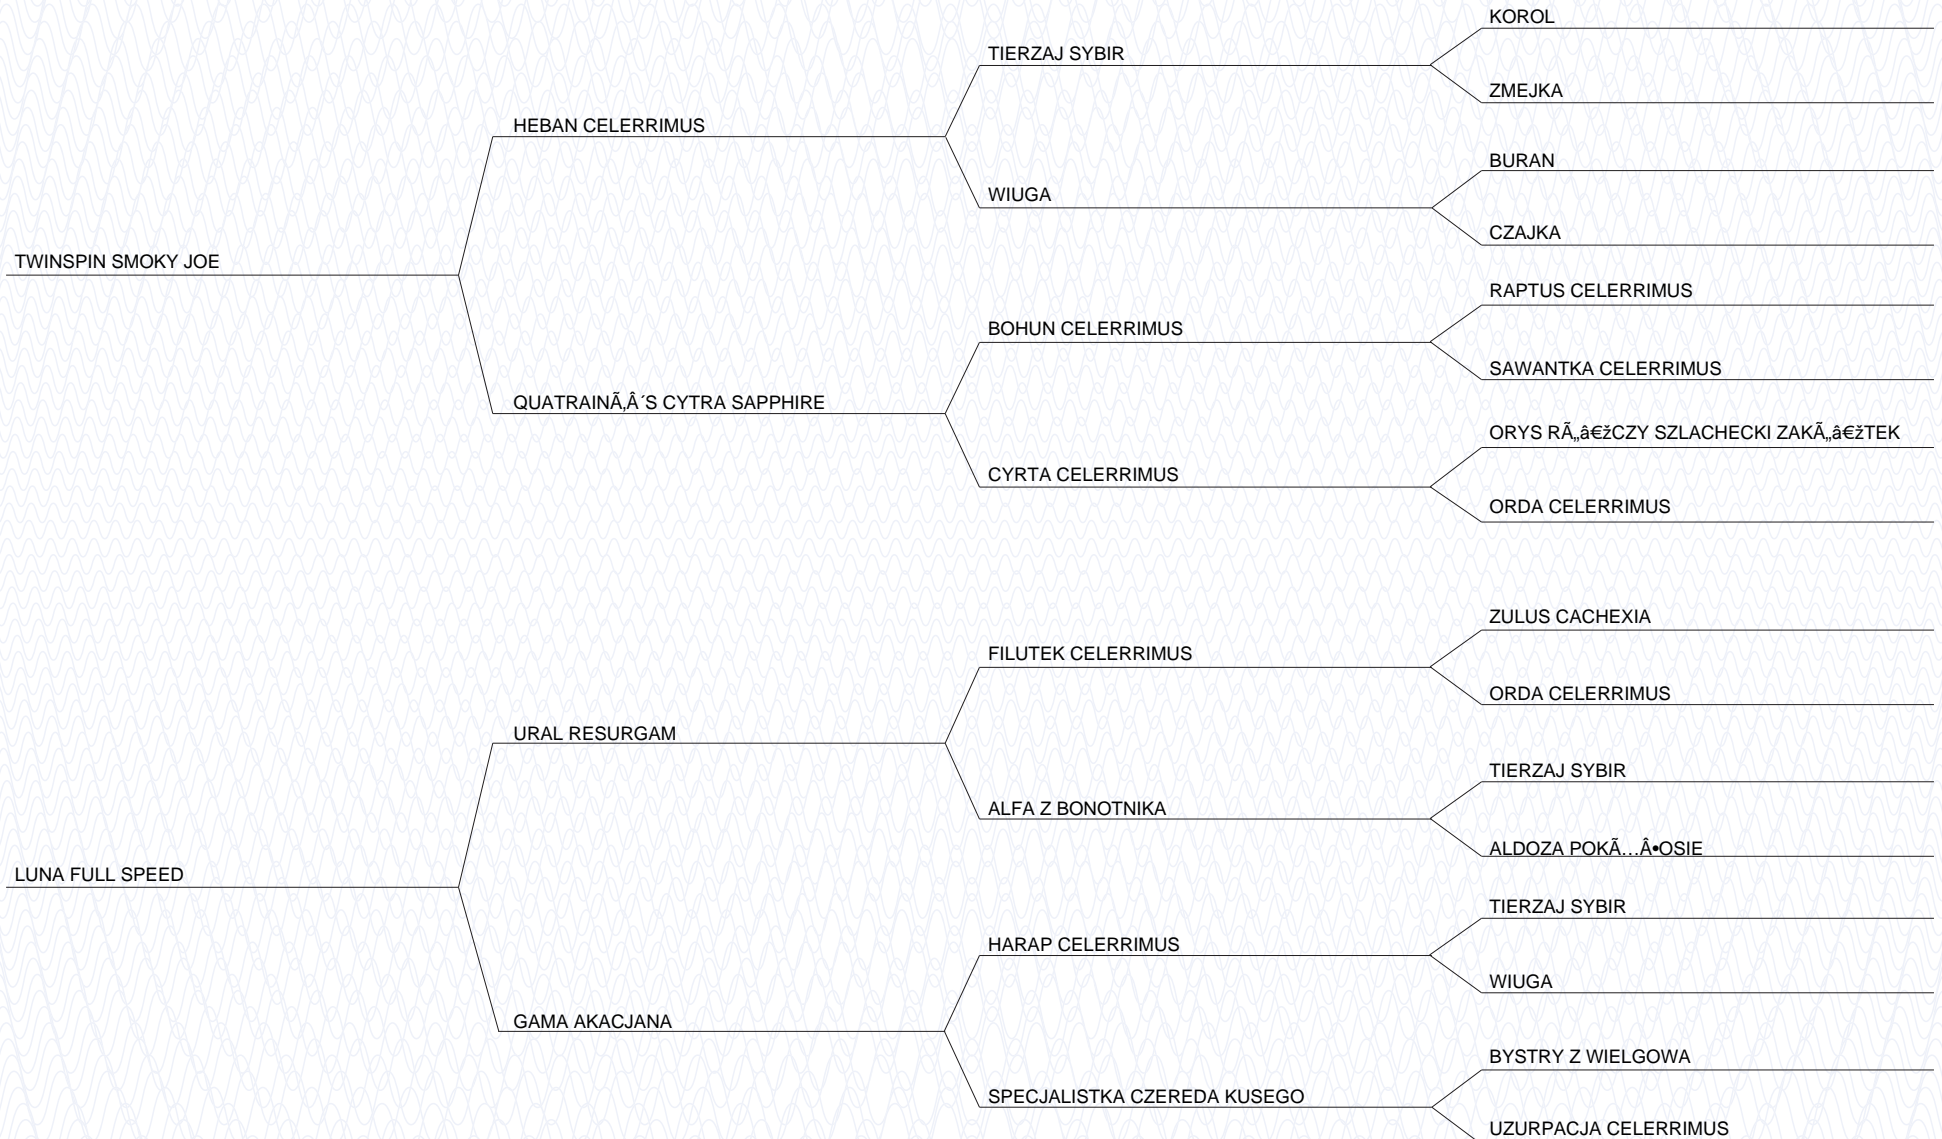 KOROL
TIERZAJ SYBIR
ZMEJKA
HEBAN CELERRIMUS
BURAN
WIUGA
CZAJKA
TWINSPIN SMOKY JOE
RAPTUS CELERRIMUS
BOHUN CELERRIMUS
SAWANTKA CELERRIMUS
QUATRAINÃ‚Â´S CYTRA SAPPHIRE
ORYS RÃ„â€žCZY SZLACHECKI ZAKÃ„â€žTEK
CYRTA CELERRIMUS
ORDA CELERRIMUS
ZULUS CACHEXIA
FILUTEK CELERRIMUS
ORDA CELERRIMUS
URAL RESURGAM
TIERZAJ SYBIR
ALFA Z BONOTNIKA
ALDOZA POKÃ…Â•OSIE
LUNA FULL SPEED
TIERZAJ SYBIR
HARAP CELERRIMUS
WIUGA
GAMA AKACJANA
BYSTRY Z WIELGOWA
SPECJALISTKA CZEREDA KUSEGO
UZURPACJA CELERRIMUS